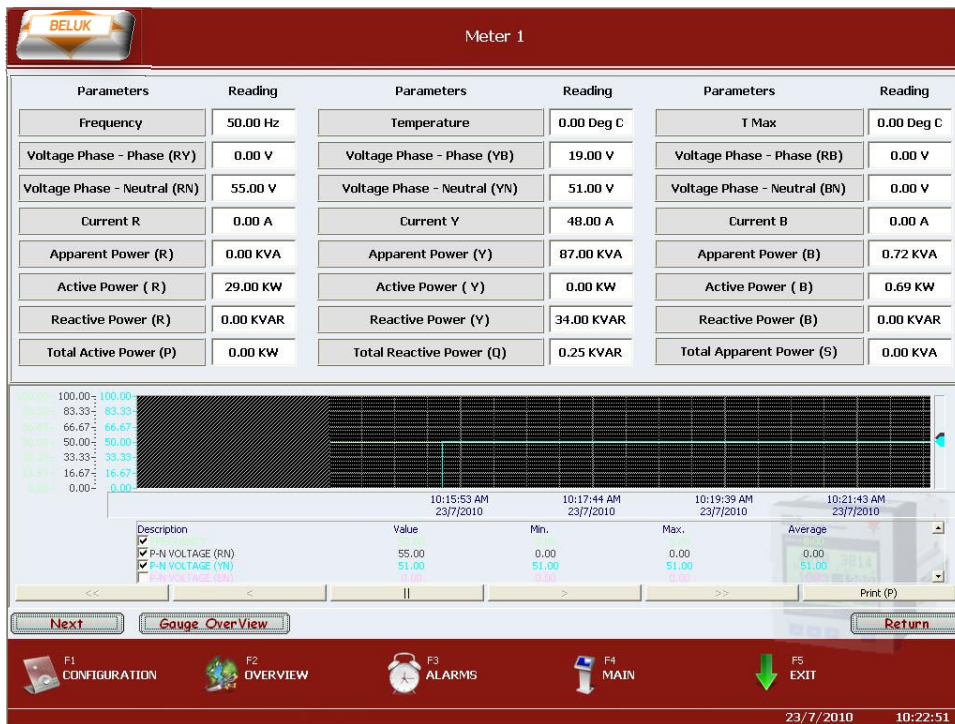 BELUK
Meter 1
Parameters Reading Parameters Reading Parameters Reading
Frequency 50.00 Hz Temperature 0.00 Deg C T Max 0.00 Deg C
Voltage Phase - Phase (RY) 0.00 V Voltage Phase - Phase (YB) 19.00 V Voltage Phase - Phase (RB) 0.00 V
Voltage Phase - Neutral (RN) 55.00 V Voltage Phase - Neutral (YN) 51.00 V Voltage Phase - Neutral (BN) 0.00 V
Current R 0.00 A Current Y 48.00 A Current B 0.00 A
Apparent Power (R) 0.00 KVA Apparent Power (Y) 87.00 KVA Apparent Power (B) 0.72 KVA
Active Power ( R) 29.00 KW Active Power ( Y) 0.00 KW Active Power ( B) 0.69 KW
Reactive Power (R) 0.00 KVAR Reactive Power (Y) 34.00 KVAR Reactive Power (B) 0.00 KVAR
Total Active Power (P) 0.00 KW Total Reactive Power (Q) 0.25 KVAR Total Apparent Power (S) 0.00 KVA
100.00 100.00
83.33 83.33
66.67 66.67
50.00 50.00
33.33 33.33
16.67 16.67
0.00 0.00
10:15:53 AM 10:17:44 AM 10:19:39 AM 10:21:43 AM
23/7/2010 23/7/2010 23/7/2010 23/7/2010
Description Value Min. Max. Average
P-N VOLTAGE (RN) 55.00 0.00 0.00 0.00
P-N VOLTAGE (YN) 51.00 51.00 51.00 51.00
P-N VOLTAGE (BN) 0.00 0.00 0.00
<< < || > >> Print (P)
Next Gauge OverView Return
F1 F2 F3 F4 F5
CONFIGURATION OVERVIEW ALARMS MAIN EXIT
23/7/2010 10:22:51